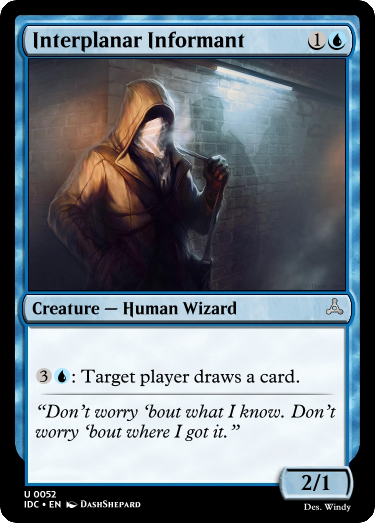 Interplanar Informant 1
Creature — Human Wizard
3 : Target player draws a card.
“Don’t worry ‘bout what I know. Don’t
worry ‘bout where I got it.”
2/1
U 0052
IDC • EN DashShepard
Des. Windy